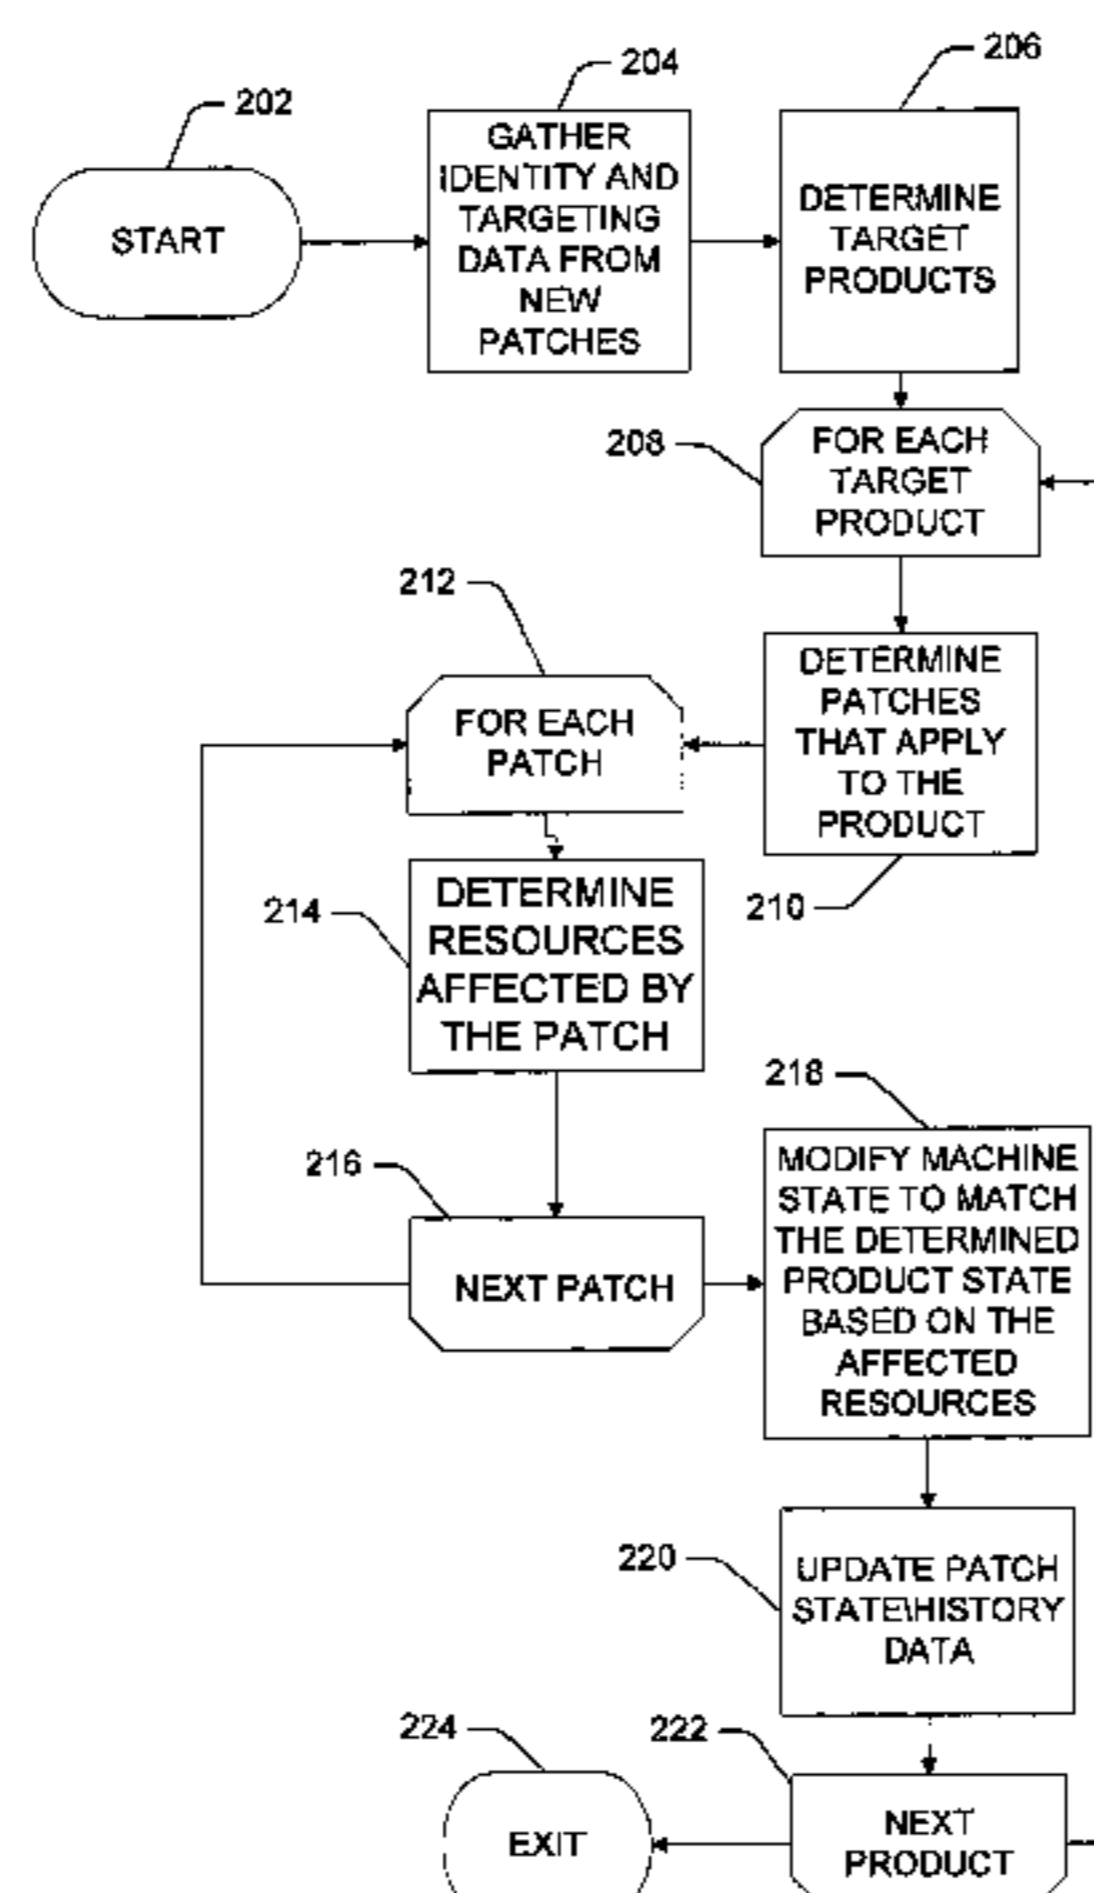 202
START
204
GATHER
IDENTITY AND
TARGETING
DATA FROM
NEW
PATCHES
206
DETERMINE
TARGET
PRODUCTS
208
FOR EACH
TARGET
PRODUCT
210
DETERMINE
PATCHES
THAT APPLY
TO THE
PRODUCT
212
FOR EACH
PATCH
214
DETERMINE
RESOURCES
AFFECTED BY
THE PATCH
216
NEXT PATCH
218
MODIFY MACHINE
STATE TO MATCH
THE DETERMINED
PRODUCT STATE
BASED ON THE
AFFECTED
RESOURCES
220
UPDATE PATCH
STATE\HISTORY
DATA
222
NEXT
PRODUCT
224
EXIT